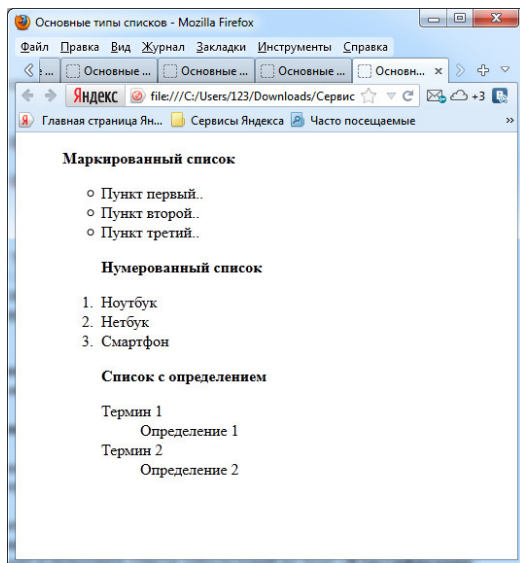 Основные типы списков - Mozilla Firefox
Файл Правка Вид Журнал Закладки Инструменты Справка
Основные ... Основные ... Основные ... Основн...
Яндекс file:///C:/Users/123/Downloads/Сервис +3
Главная страница Ян... Сервисы Яндекса Часто посещаемые »
Маркированный список
Пункт первый..
Пункт второй..
Пункт третий..
Нумерованный список
1. Ноутбук
2. Нетбук
3. Смартфон
Список с определением
Термин 1
Определение 1
Термин 2
Определение 2